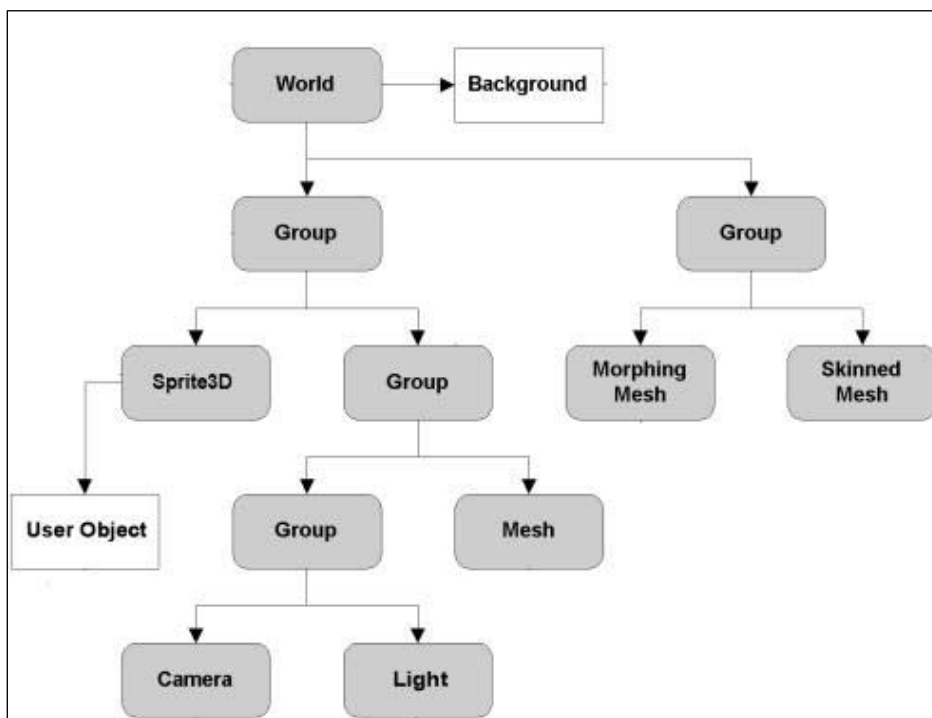 World
Background
Group
Group
Sprite3D
Group
Morphing
Mesh
Skinned
Mesh
User Object
Group
Mesh
Camera
Light